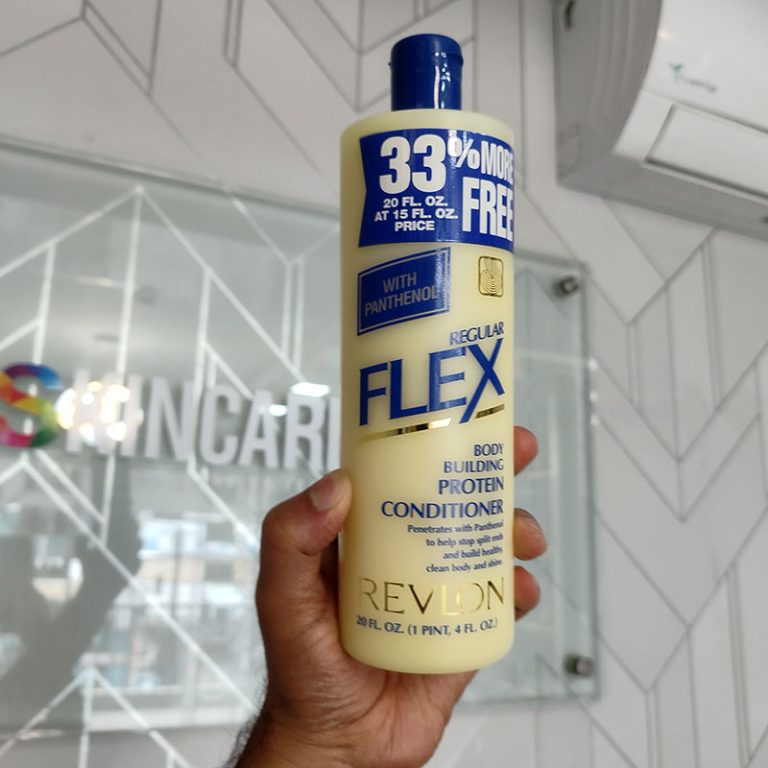 33% MORE
FREE
20 FL. OZ.
AT 15 FL. OZ.
PRICE
WITH
PANTHENOL
REGULAR
FLEX
BODY
BUILDING
PROTEIN
CONDITIONER
Penetrates with Panthenol
to help stop split ends
and build healthy,
clean body and shine
REVLON
20 FL. OZ. (1 PINT, 4 FL. OZ.)
SKINCARE